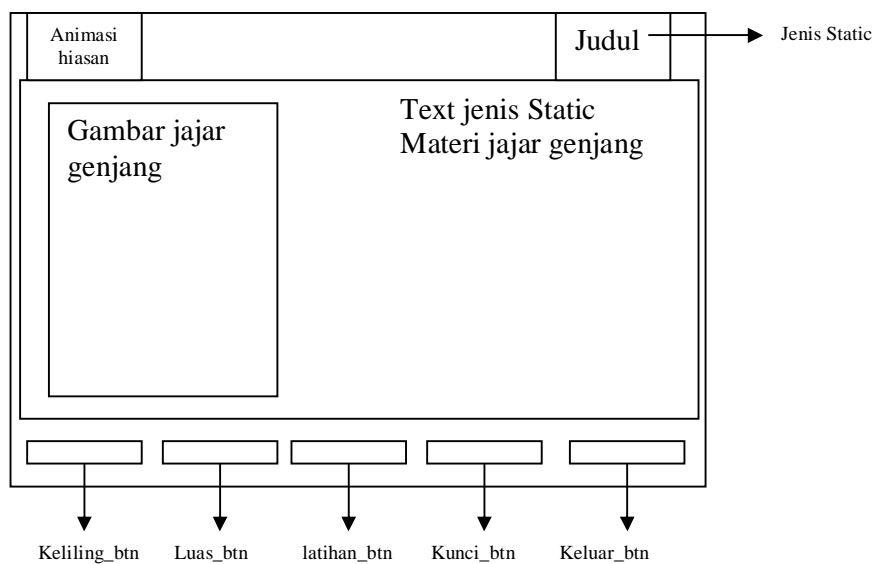 Animasi
hiasan
Judul
Jenis Static
Gambar jajar
genjang
Text jenis Static
Materi jajar genjang
Keliling_btn
Luas_btn
latihan_btn
Kunci_btn
Keluar_btn